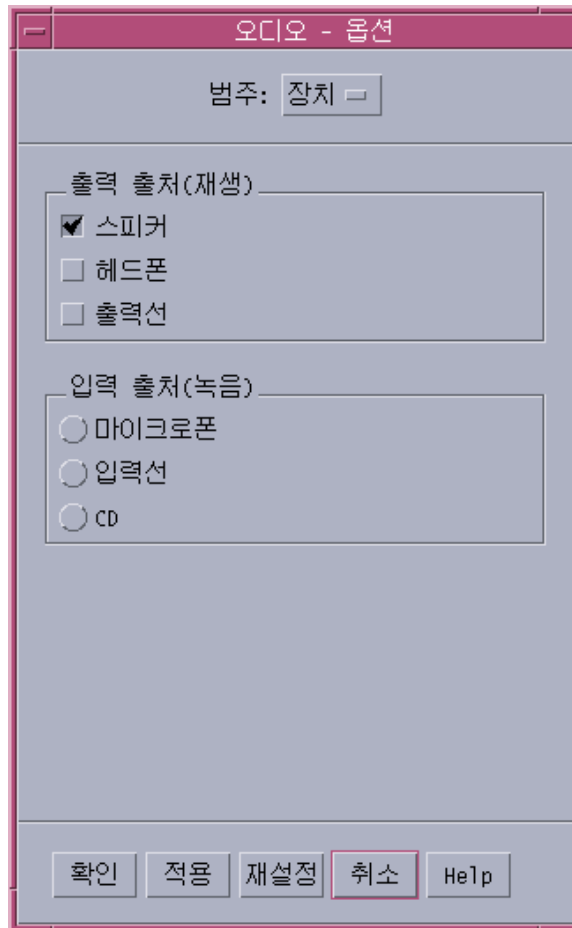 오디오 - 옵션
범주: 장치
출력 출처(재생)
스피커
헤드폰
출력선
입력 출처(녹음)
마이크로폰
입력선
CD
확인 적용 재설정 취소 Help